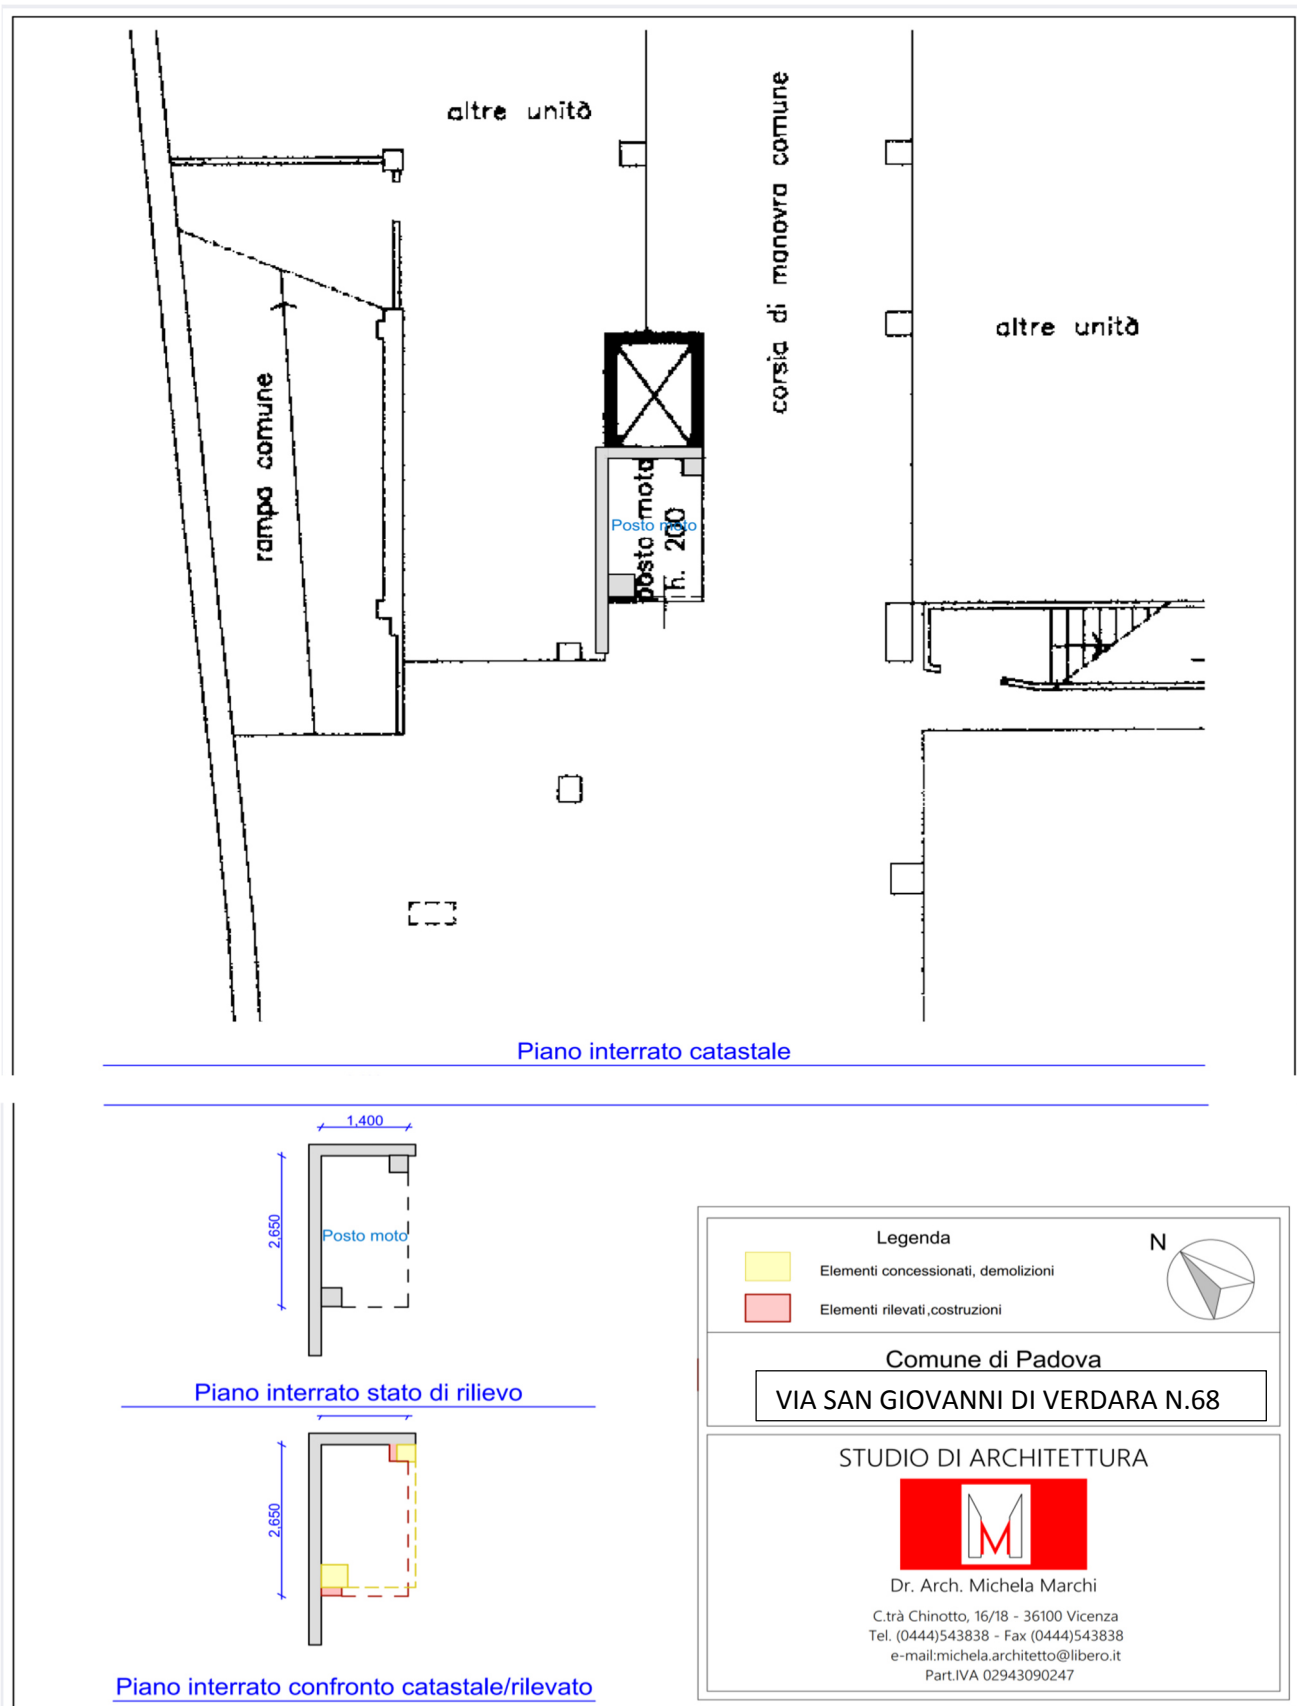 altre unità
corsia di manovra comune
altre unità
rampa comune
posto moto
h. 200
Posto moto
Piano interrato catastale
1,400
2,650
Posto moto
Piano interrato stato di rilievo
2,650
Piano interrato confronto catastale/rilevato
Legenda
N
Elementi concessionati, demolizioni
Elementi rilevati,costruzioni
Comune di Padova
VIA SAN GIOVANNI DI VERDARA N.68
STUDIO DI ARCHITETTURA
M
Dr. Arch. Michela Marchi
C.trà Chinotto, 16/18 - 36100 Vicenza
Tel. (0444)543838 - Fax (0444)543838
e-mail:michela.architetto@libero.it
Part.IVA 02943090247